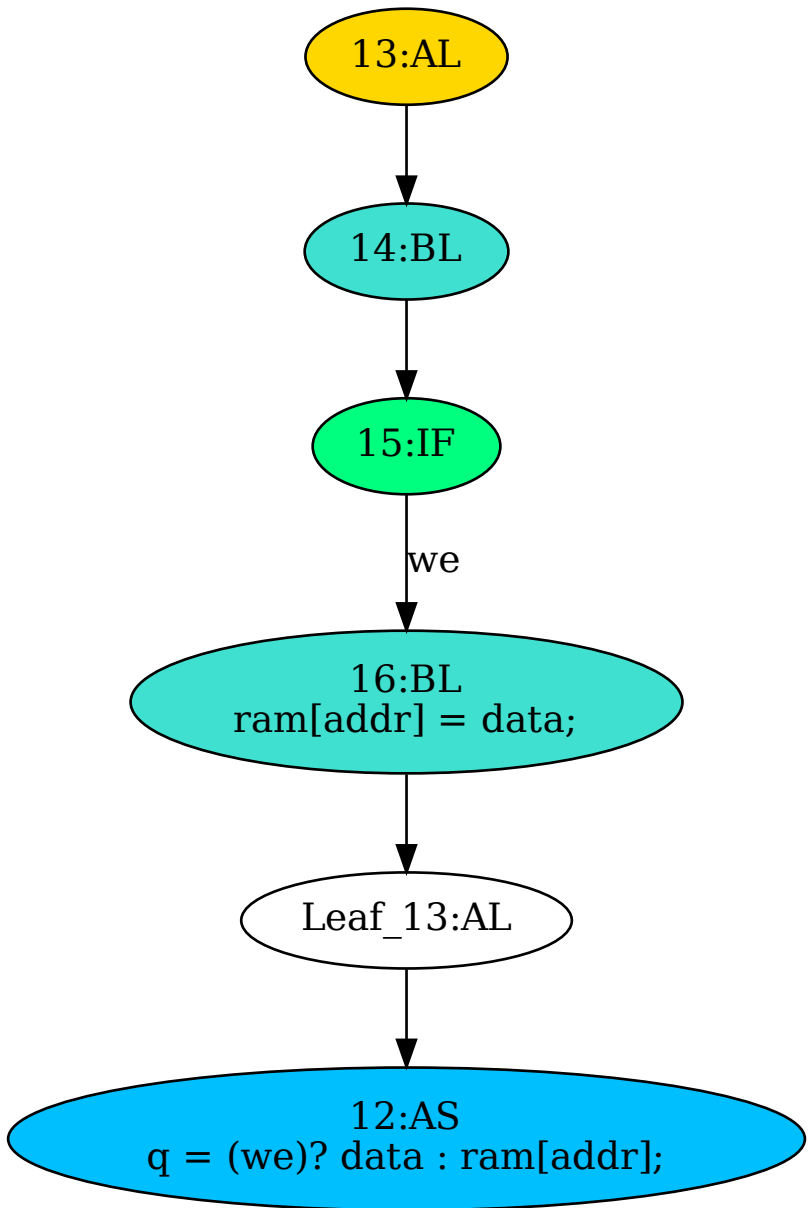 13:AL
14:BL
15:IF
we
16:BL
ram[addr] = data;
Leaf_13:AL
12:AS
q = (we)? data : ram[addr];